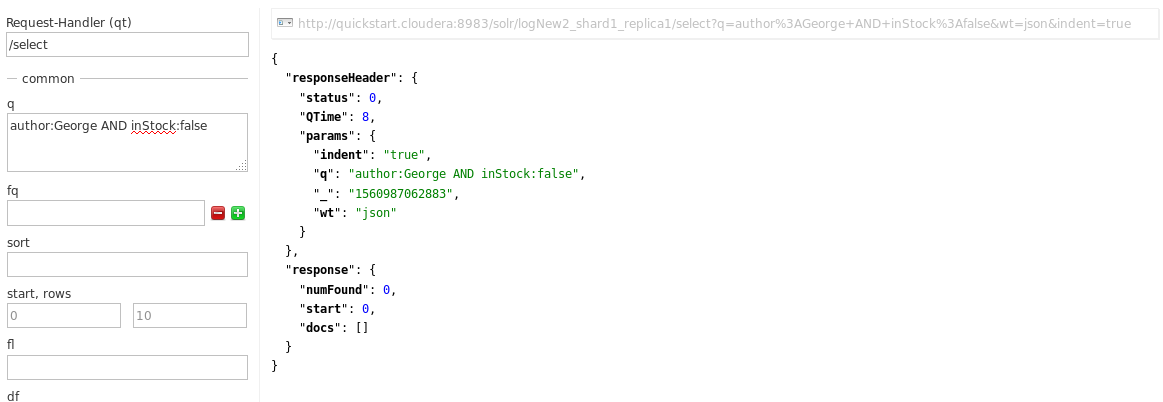 Request-Handler (qt)
/select
common
q
author:George AND inStock:false
fq
sort
start, rows
0 10
fl
df
http://quickstart.cloudera:8983/solr/logNew2_shard1_replica1/select?q=author%3AGeorge+AND+inStock%3Afalse&wt=json&indent=true
{
  "responseHeader": {
    "status": 0,
    "QTime": 8,
    "params": {
      "indent": "true",
      "q": "author:George AND inStock:false",
      "_": "1560987062883",
      "wt": "json"
    }
  },
  "response": {
    "numFound": 0,
    "start": 0,
    "docs": []
  }
}